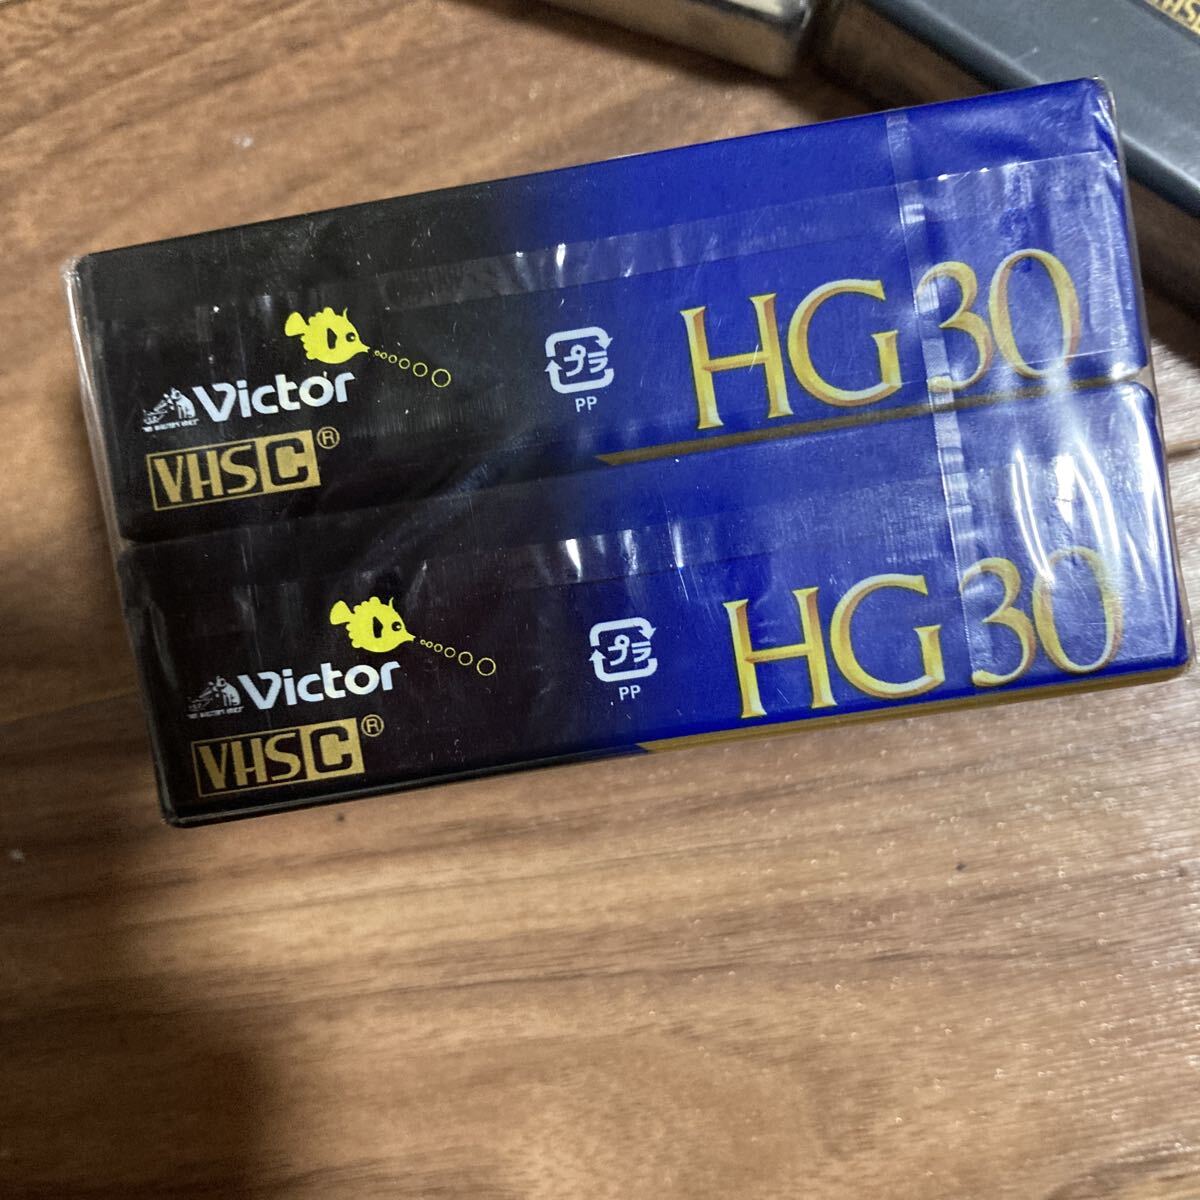 Victor
VHS C®
プラ
PP
HG30
Victor
VHS C®
プラ
PP
HG30